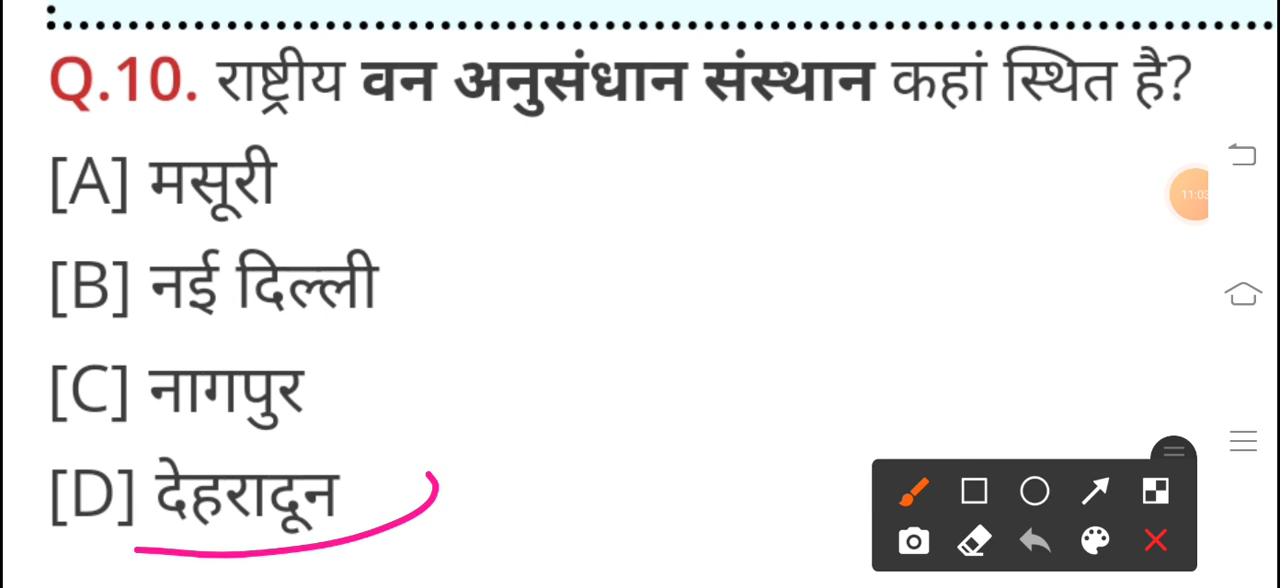 Q.10. राष्ट्रीय वन अनुसंधान संस्थान कहां स्थित है?
[A] मसूरी
[B] नई दिल्ली
[C] नागपुर
[D] देहरादून